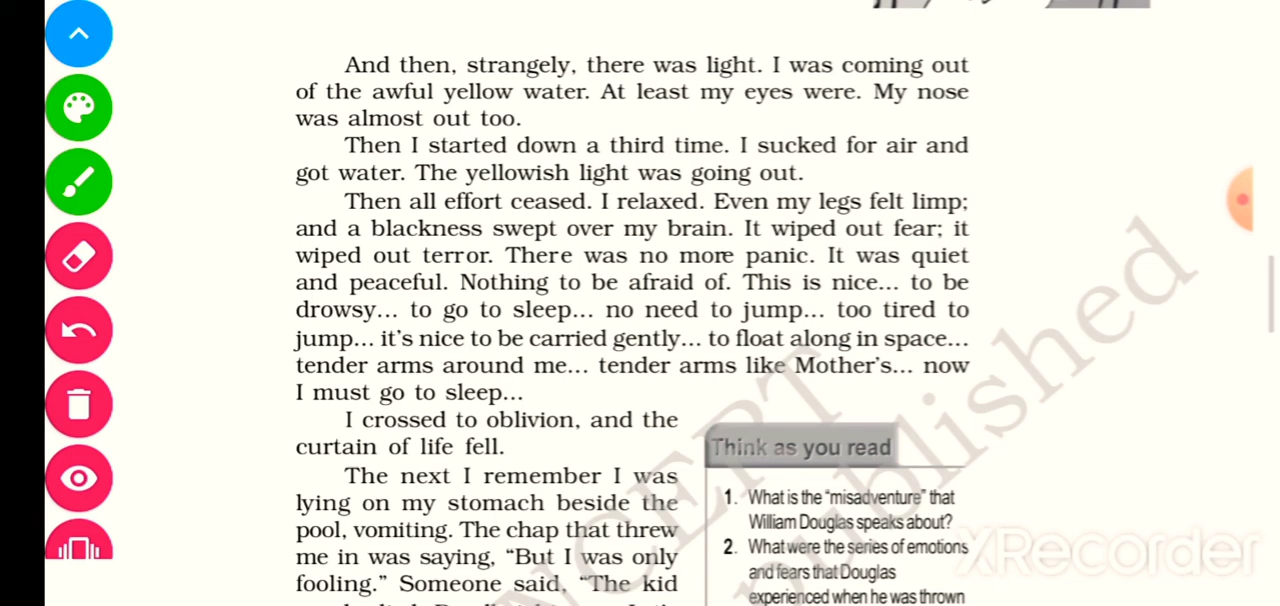 And then, strangely, there was light. I was coming out
of the awful yellow water. At least my eyes were. My nose
was almost out too.
Then I started down a third time. I sucked for air and
got water. The yellowish light was going out.
Then all effort ceased. I relaxed. Even my legs felt limp;
and a blackness swept over my brain. It wiped out fear; it
wiped out terror. There was no more panic. It was quiet
and peaceful. Nothing to be afraid of. This is nice... to be
drowsy... to go to sleep... no need to jump... too tired to
jump... it's nice to be carried gently... to float along in space...
tender arms around me... tender arms like Mother's... now
I must go to sleep...
I crossed to oblivion, and the
curtain of life fell.
The next I remember I was
lying on my stomach beside the
pool, vomiting. The chap that threw
me in was saying, “But I was only
fooling.” Someone said, “The kid
Think as you read
1. What is the “misadventure” that
William Douglas speaks about?
2. What were the series of emotions
and fears that Douglas
experienced when he was thrown
NCERT
published
XRecorder